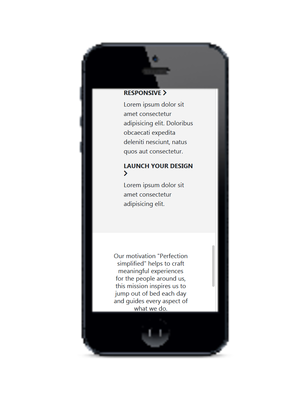 RESPONSIVE >
Lorem ipsum dolor sit
amet consectetur
adipisicing elit. Doloribus
obcaecati expedita
deleniti nesciunt, natus
quos aut consectetur.
LAUNCH YOUR DESIGN
>
Lorem ipsum dolor sit
amet consectetur
adipisicing elit.
Our motivation "Perfection
simplified" helps to craft
meaningful experiences
for the people around us,
this mission inspires us to
jump out of bed each day
and guides every aspect of
what we do.